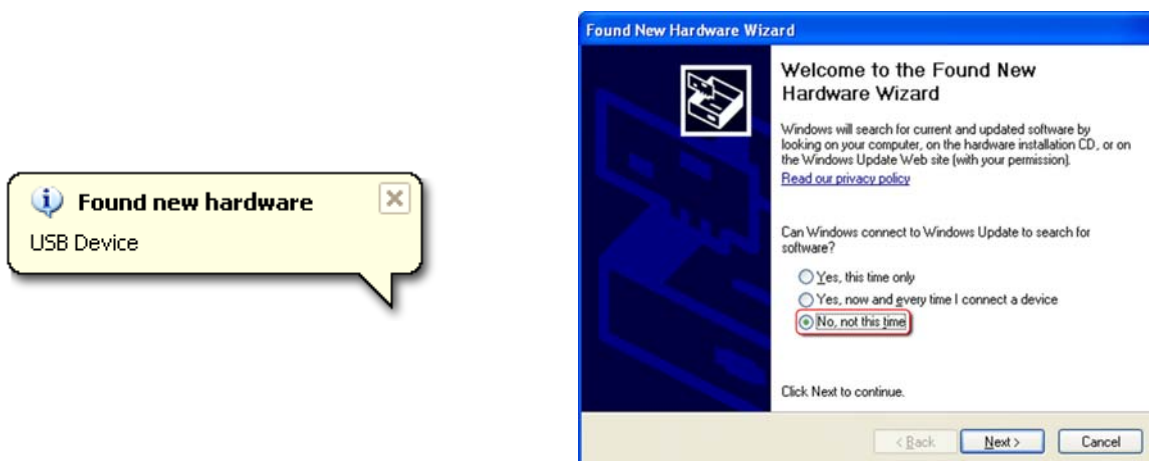 Found new hardware
USB Device
Found New Hardware Wizard
Welcome to the Found New
Hardware Wizard
Windows will search for current and updated software by
looking on your computer, on the hardware installation CD, or on
the Windows Update Web site (with your permission).
Read our privacy policy
Can Windows connect to Windows Update to search for
software?
Yes, this time only
Yes, now and every time I connect a device
No, not this time
Click Next to continue.
< Back
Next >
Cancel